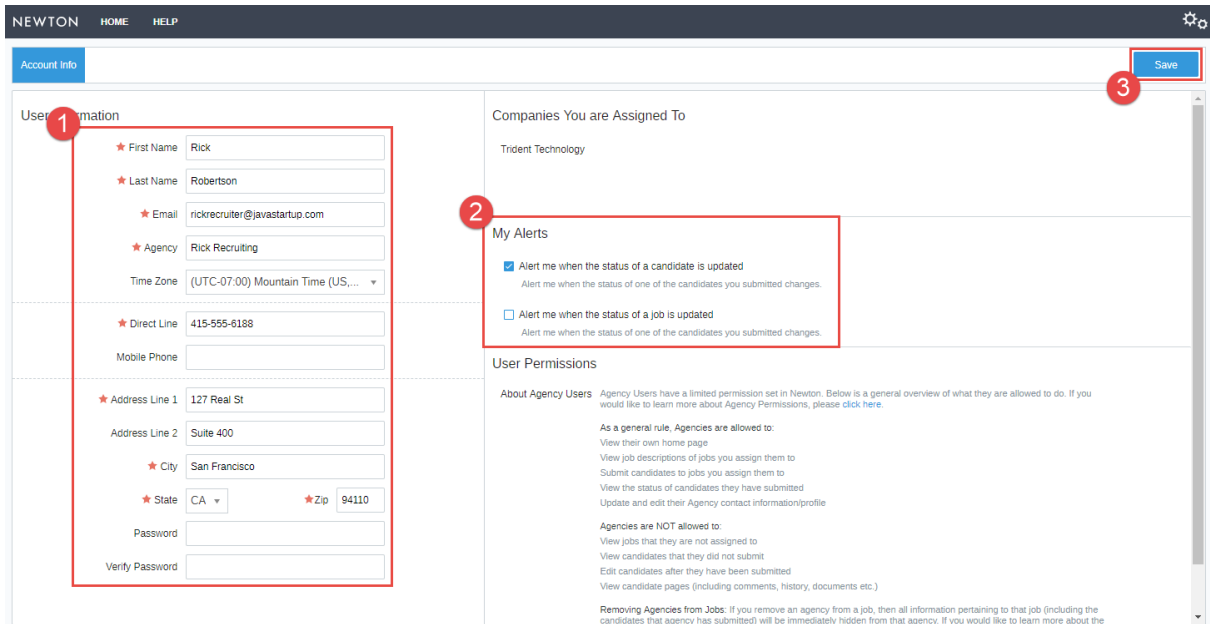 NEWTON HOME HELP
Account Info
Save
3
User mation
1
First Name Rick
Last Name Robertson
Email rickrecruiter@javastartup.com
Agency Rick Recruiting
Time Zone (UTC-07:00) Mountain Time (US,...
Direct Line 415-555-6188
Mobile Phone
Address Line 1 127 Real St
Address Line 2 Suite 400
City San Francisco
State CA Zip 94110
Password
Verify Password
Companies You are Assigned To
Trident Technology
2
My Alerts
Alert me when the status of a candidate is updated
Alert me when the status of one of the candidates you submitted changes.
Alert me when the status of a job is updated
Alert me when the status of one of the candidates you submitted changes.
User Permissions
About Agency Users Agency Users have a limited permission set in Newton. Below is a general overview of what they are allowed to do. If you
would like to learn more about Agency Permissions, please click here.
As a general rule, Agencies are allowed to:
View their own home page
View job descriptions of jobs you assign them to
Submit candidates to jobs you assign them to
View the status of candidates they have submitted
Update and edit their Agency contact information/profile
Agencies are NOT allowed to:
View jobs that they are not assigned to
View candidates that they did not submit
Edit candidates after they have been submitted
View candidate pages (including comments, history, documents etc.)
Removing Agencies from Jobs: If you remove an agency from a job, then all information pertaining to that job (including the
candidates that agency has submitted) will be immediately hidden from that agency. If you would like to learn more about the